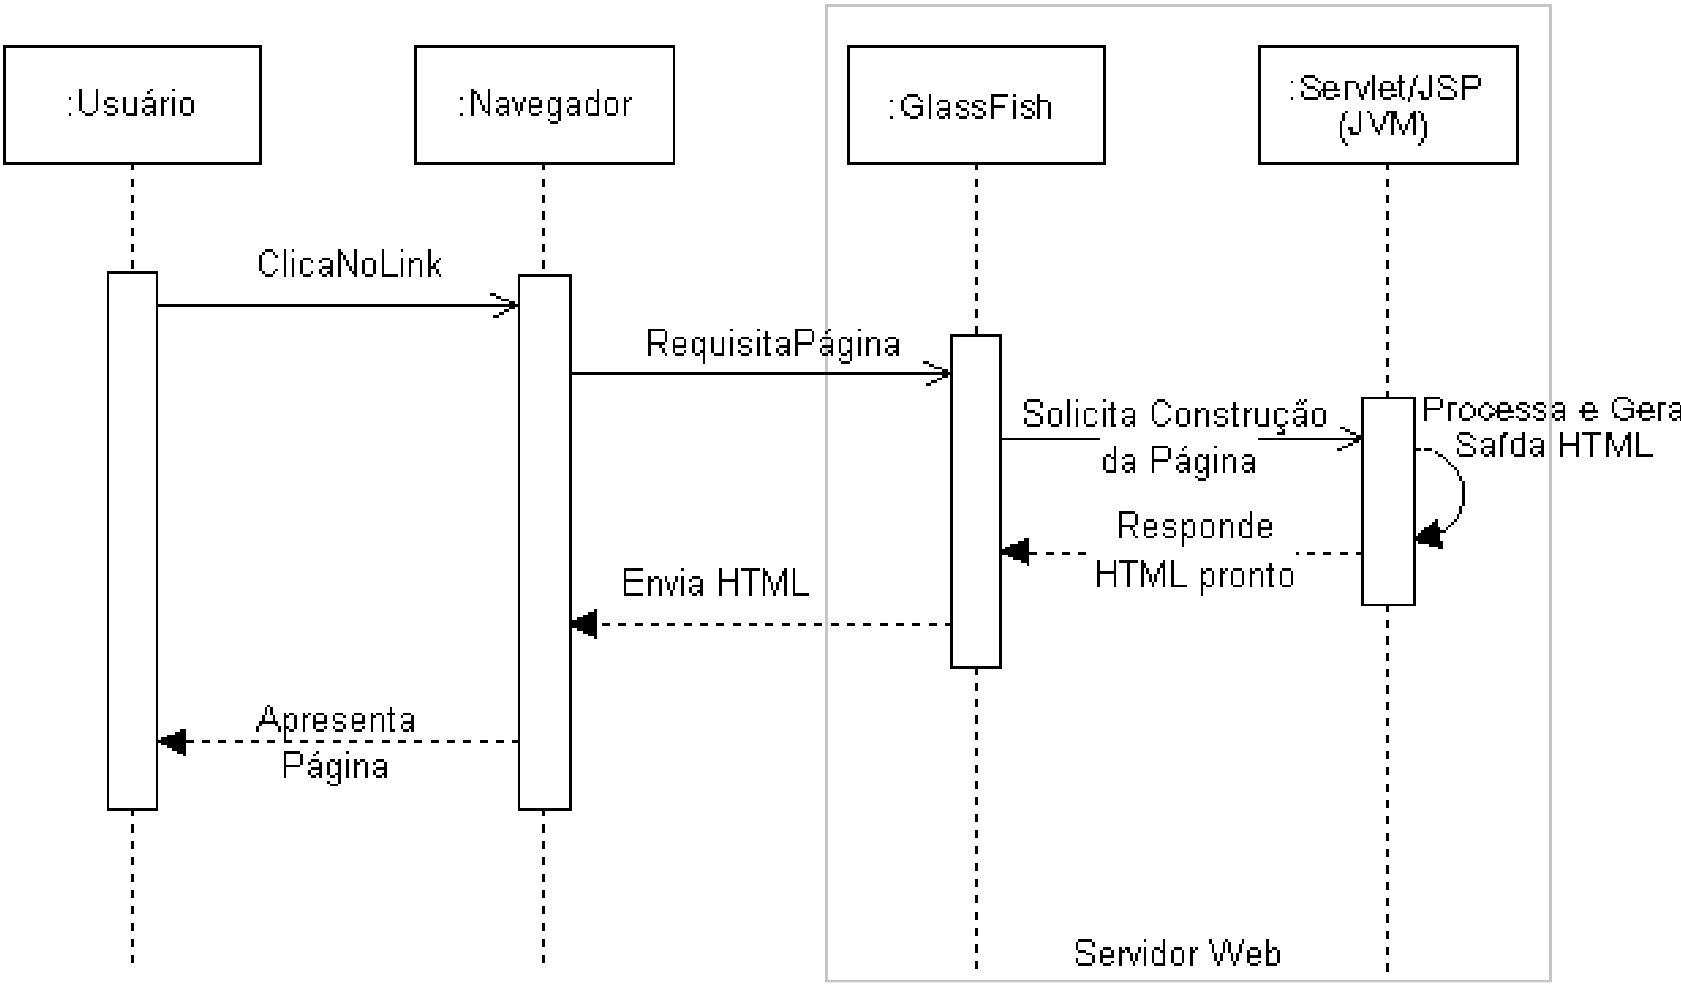 :Usuário
:Navegador
:GlassFish
:Servlet/JSP
(JVM)
ClicaNoLink
RequisitaPágina
Solicita Construção
da Página
Processa e Gera
Saída HTML
Responde
HTML pronto
Envia HTML
Apresenta
Página
Servidor Web